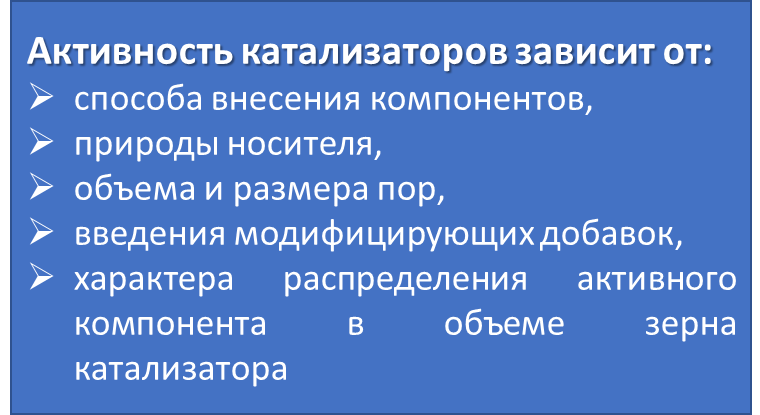 Активность катализаторов зависит от:
➢ способа внесения компонентов,
➢ природы носителя,
➢ объема и размера пор,
➢ введения модифицирующих добавок,
➢ характера распределения активного
компонента в объеме зерна
катализатора